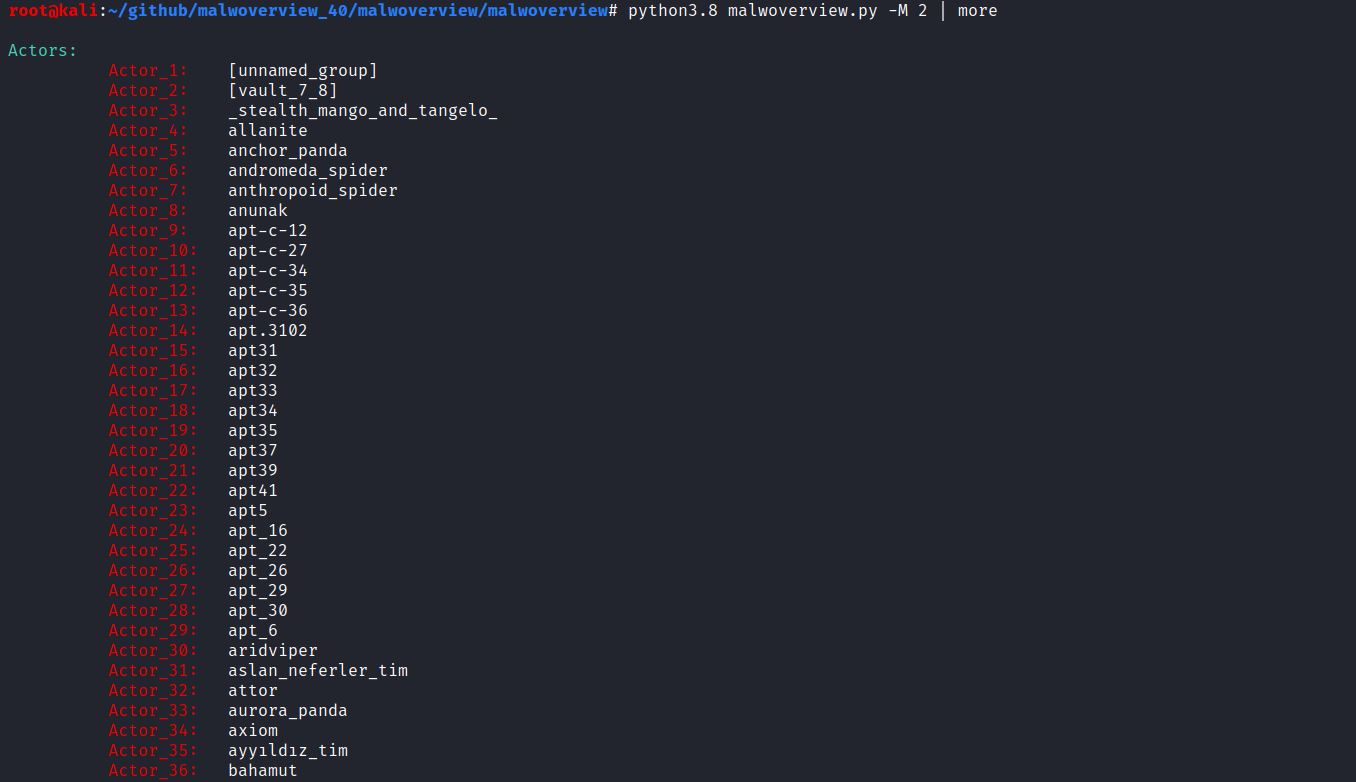 root@kali:~/github/malwoverview_40/malwoverview/malwoverview# python3.8 malwoverview.py -M 2 | more
Actors:
Actor_1: [unnamed_group]
Actor_2: [vault_7_8]
Actor_3: _stealth_mango_and_tangelo_
Actor_4: allanite
Actor_5: anchor_panda
Actor_6: andromeda_spider
Actor_7: anthropoid_spider
Actor_8: anunak
Actor_9: apt-c-12
Actor_10: apt-c-27
Actor_11: apt-c-34
Actor_12: apt-c-35
Actor_13: apt-c-36
Actor_14: apt.3102
Actor_15: apt31
Actor_16: apt32
Actor_17: apt33
Actor_18: apt34
Actor_19: apt35
Actor_20: apt37
Actor_21: apt39
Actor_22: apt41
Actor_23: apt5
Actor_24: apt_16
Actor_25: apt_22
Actor_26: apt_26
Actor_27: apt_29
Actor_28: apt_30
Actor_29: apt_6
Actor_30: aridviper
Actor_31: aslan_neferler_tim
Actor_32: attor
Actor_33: aurora_panda
Actor_34: axiom
Actor_35: ayyıldız_tim
Actor_36: bahamut